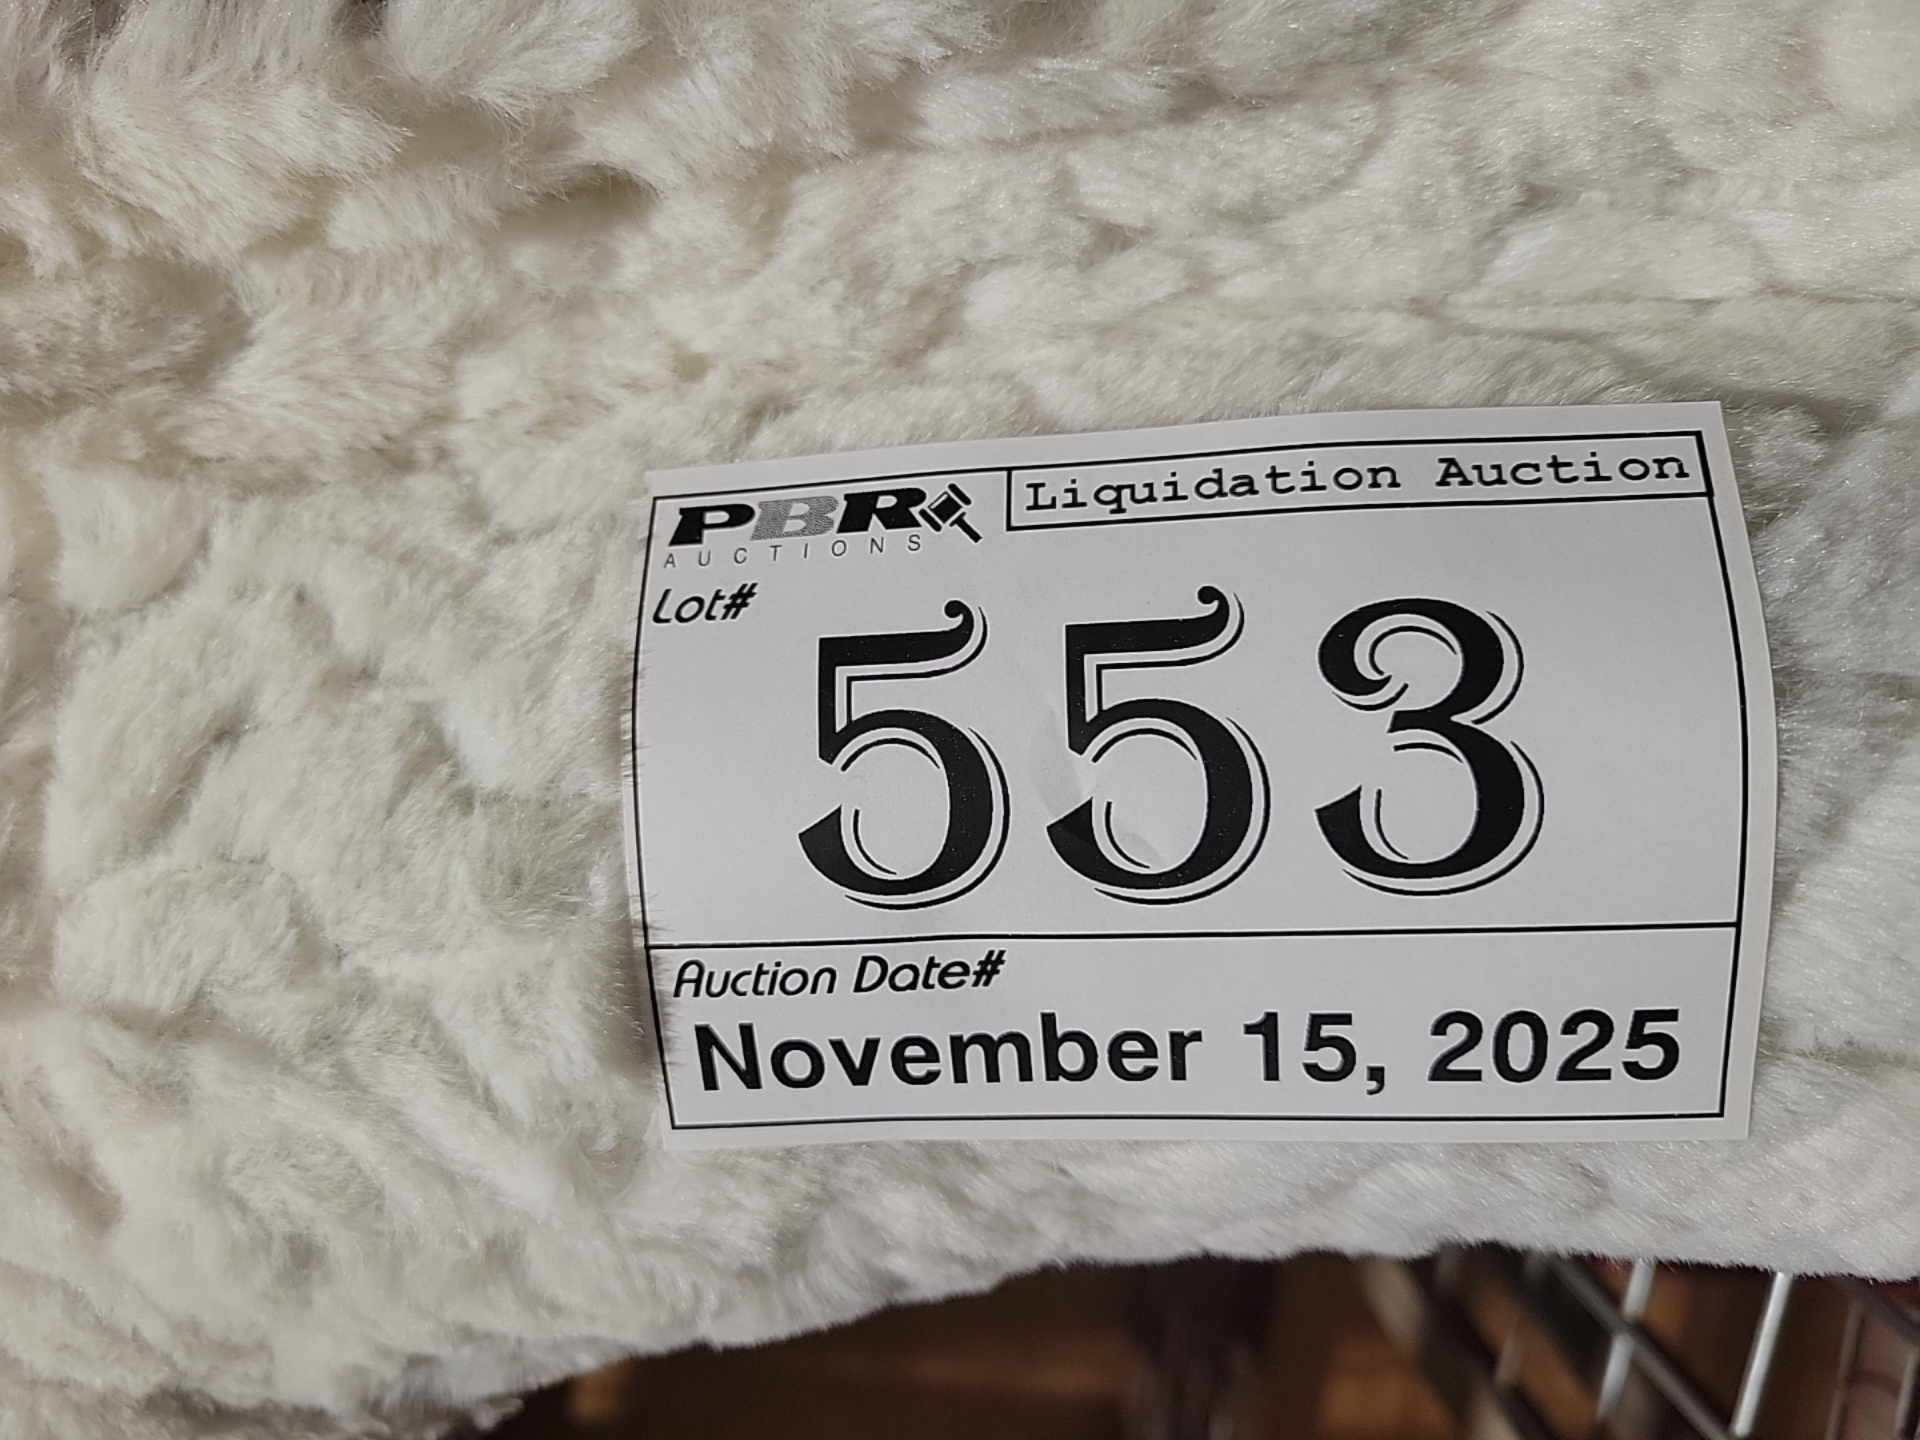 PBR
AUCTIONS
Liquidation Auction
Lot#
553
Auction Date#
November 15, 2025